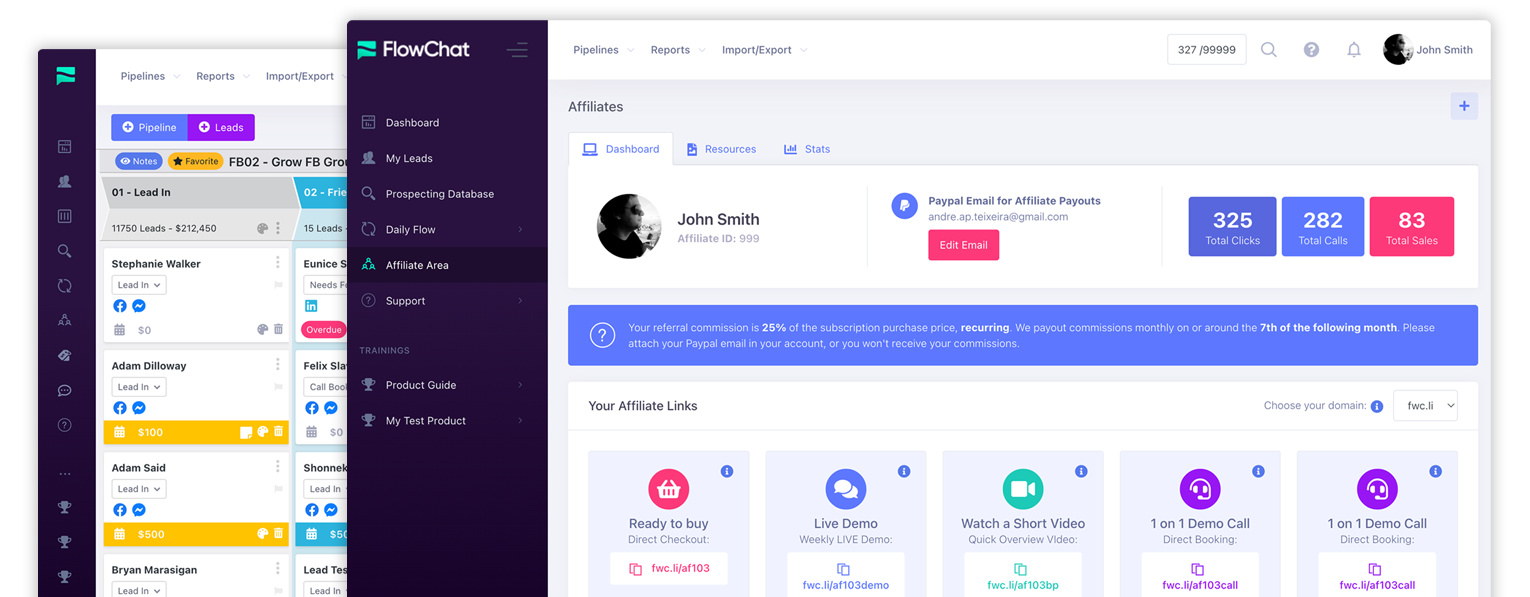 Pipelines
Reports
Import/Export
Pipeline
Leads
Notes
Favorite
FB02 - Grow FB Grou
01 - Lead In
02 - Frie
11750 Leads - $212,450
15 Leads
Stephanie Walker
Lead In
$0
Eunice S
Needs Fo
Overdue
Adam Dilloway
Lead In
$100
Felix Sla
Call Book
$0
Adam Said
Lead In
$500
Shonnek
Lead In
$50
Bryan Marasigan
Lead In
Lead Tes
Lead In
FlowChat
Dashboard
My Leads
Prospecting Database
Daily Flow
Affiliate Area
Support
TRAININGS
Product Guide
My Test Product
Pipelines
Reports
Import/Export
327 /99999
John Smith
Affiliates
Dashboard
Resources
Stats
John Smith
Affiliate ID: 999
Paypal Email for Affiliate Payouts
andre.ap.teixeira@gmail.com
Edit Email
325
Total Clicks
282
Total Calls
83
Total Sales
Your referral commission is 25% of the subscription purchase price, recurring. We payout commissions monthly on or around the 7th of the following month. Please
attach your Paypal email in your account, or you won't receive your commissions.
Your Affiliate Links
Choose your domain:
fwc.li
Ready to buy
Direct Checkout:
fwc.li/af103
Live Demo
Weekly LIVE Demo:
fwc.li/af103demo
Watch a Short Video
Quick Overview VIdeo:
fwc.li/af103bp
1 on 1 Demo Call
Direct Booking:
fwc.li/af103call
1 on 1 Demo Call
Direct Booking:
fwc.li/af103call